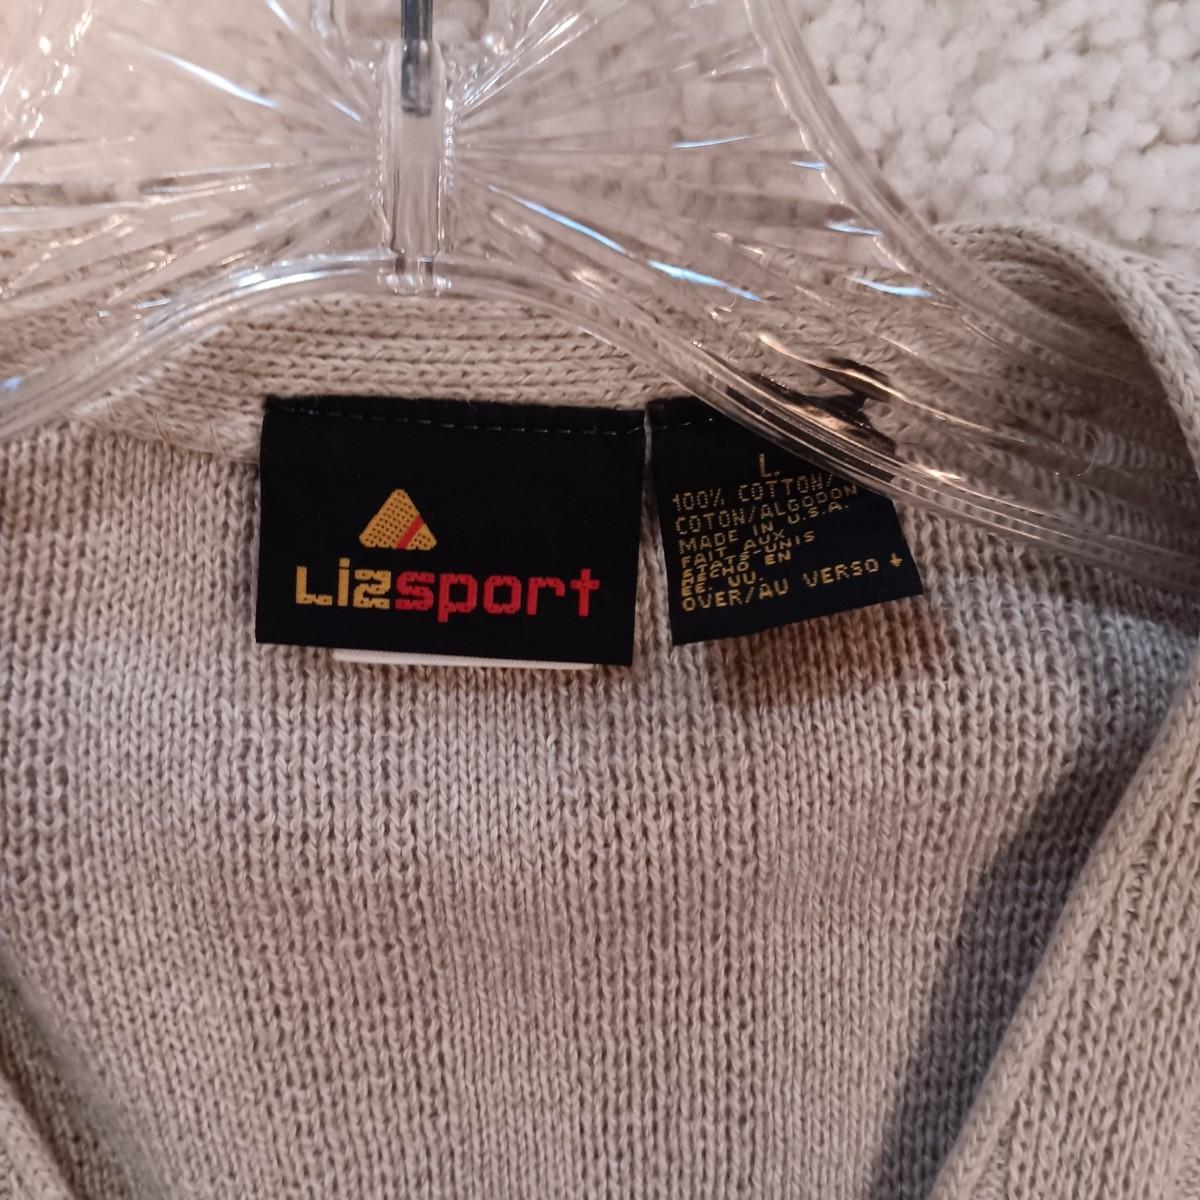 Lizsport
L.
100% COTTON/
COTON/ALGODON
MADE IN U.S.A.
FAIT AUX
ETATS-UNIS
HECHO EN
EE. UU.
OVER/AU VERSO